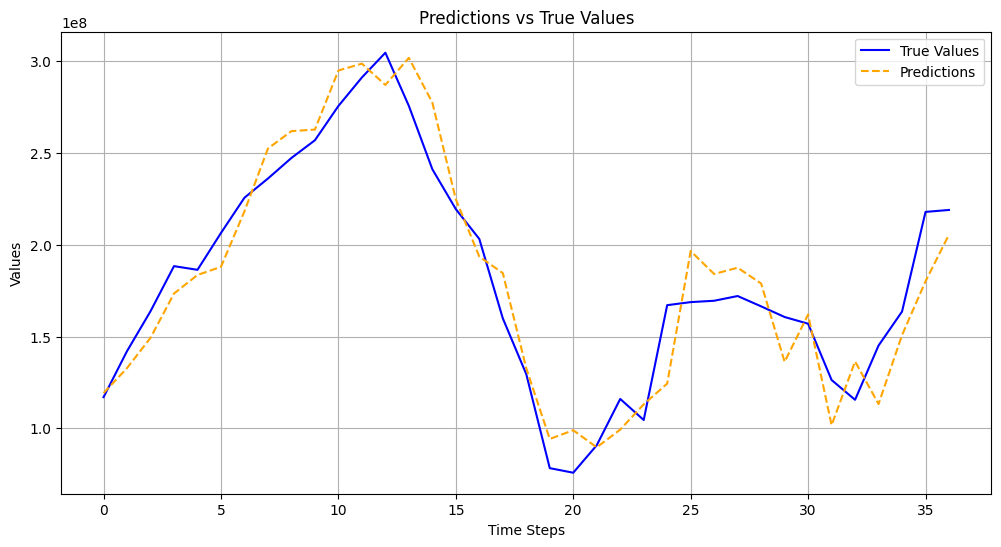 Predictions vs True Values
1e8
True Values
Predictions
3.0
2.5
2.0
1.5
1.0
Values
0 5 10 15 20 25 30 35
Time Steps